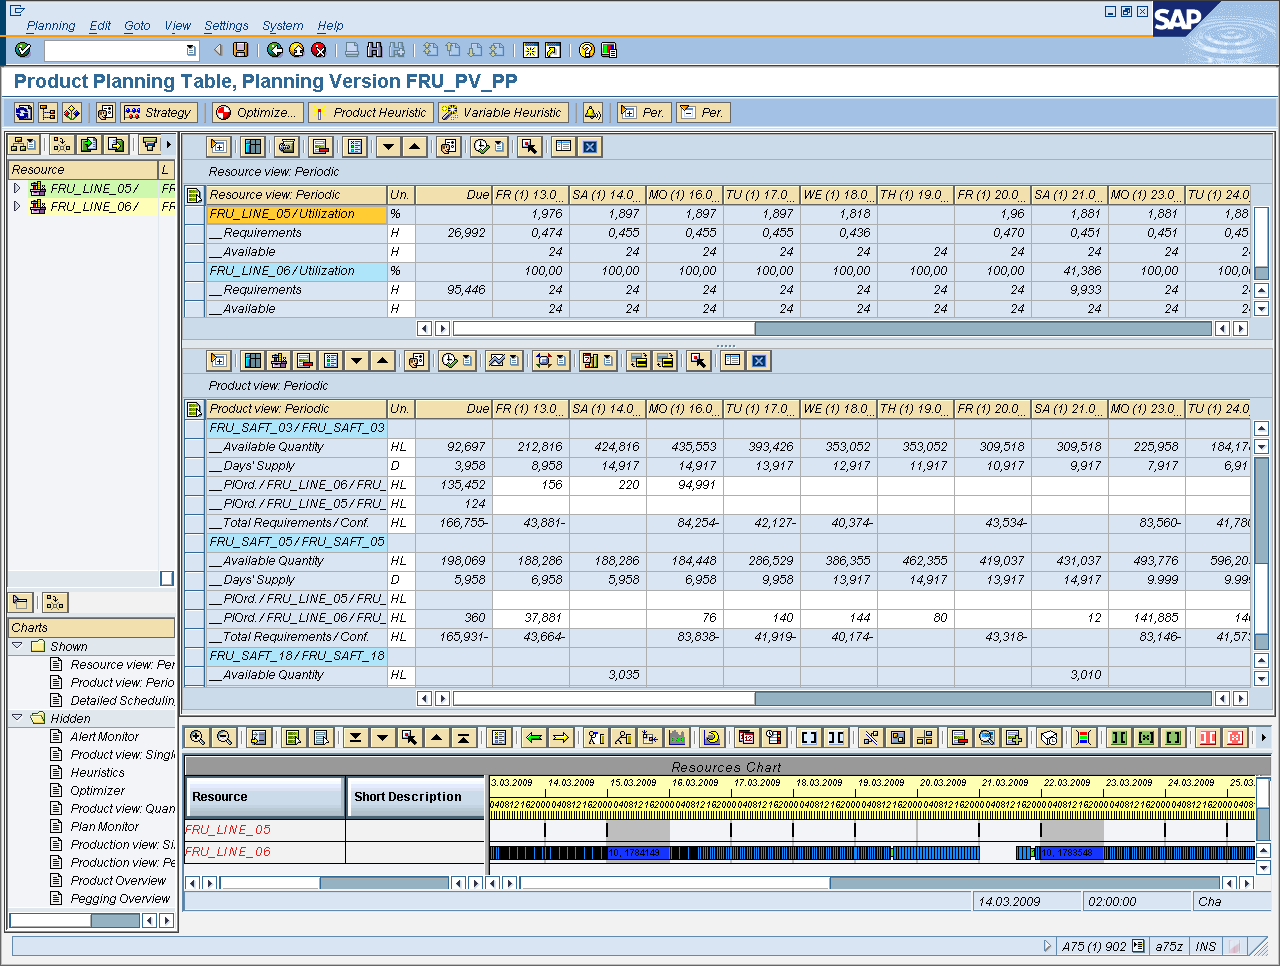 Planning Edit Goto View Settings System Help
SAP
Product Planning Table, Planning Version FRU_PV_PP
Strategy Optimize... Product Heuristic Variable Heuristic Per. Per.
Resource L
FRU_LINE_05/ FR
FRU_LINE_06/ FR
Resource view: Periodic
Resource view: Periodic Un. Due FR (1) 13.0... SA (1) 14.0... MO (1) 16.0... TU (1) 17.0... WE (1) 18.0... TH (1) 19.0... FR (1) 20.0... SA (1) 21.0... MO (1) 23.0... TU (1) 24.0
FRU_LINE_05/Utilization % 1,976 1,897 1,897 1,897 1,818 1,96 1,881 1,881 1,88
__Requirements H 26,992 0,474 0,455 0,455 0,455 0,436 0,470 0,451 0,451 0,45
__Available H 24 24 24 24 24 24 24 24 24 24
FRU_LINE_06/Utilization % 100,00 100,00 100,00 100,00 100,00 100,00 100,00 41,386 100,00 100,0
__Requirements H 95,446 24 24 24 24 24 24 24 9,933 24 24
__Available H 24 24 24 24 24 24 24 24 24 24
Product view: Periodic
Product view: Periodic Un. Due FR (1) 13.0... SA (1) 14.0... MO (1) 16.0... TU (1) 17.0... WE (1) 18.0... TH (1) 19.0... FR (1) 20.0... SA (1) 21.0... MO (1) 23.0... TU (1) 24.0
FRU_SAFT_03/FRU_SAFT_03
__Available Quantity HL 92,697 212,816 424,816 435,553 393,426 353,052 353,052 309,518 309,518 225,958 184,17
__Days' Supply D 3,958 8,958 14,917 14,917 13,917 12,917 11,917 10,917 9,917 7,917 6,91
__PlOrd. / FRU_LINE_06 / FRU_ HL 135,452 156 220 94,991
__PlOrd. / FRU_LINE_05 / FRU_ HL 124
__Total Requirements / Conf. HL 166,755- 43,881- 84,254- 42,127- 40,374- 43,534- 83,560- 41,780
FRU_SAFT_05/FRU_SAFT_05
__Available Quantity HL 198,069 188,286 188,286 184,448 286,529 386,355 462,355 419,037 431,037 493,776 596,20
__Days' Supply D 5,958 6,958 5,958 6,958 9,958 13,917 14,917 13,917 14,917 9.999 9.99
__PlOrd. / FRU_LINE_05 / FRU_ HL
__PlOrd. / FRU_LINE_06 / FRU_ HL 360 37,881 76 140 144 80 12 141,885 14
__Total Requirements / Conf. HL 165,931- 43,664- 83,838- 41,919- 40,174- 43,318- 83,146- 41,57
FRU_SAFT_18/FRU_SAFT_18
__Available Quantity HL 3,035 3,010
Charts
Shown
Resource view: Per
Product view: Perio
Detailed Scheduling
Hidden
Alert Monitor
Product view: Singl
Heuristics
Optimizer
Product view: Quan
Plan Monitor
Production view: Si.
Production view: Pe
Product Overview
Pegging Overview
Resources Chart
Resource Short Description
3.03.2009 14.03.2009 15.03.2009 16.03.2009 17.03.2009 18.03.2009 19.03.2009 20.03.2009 21.03.2009 22.03.2009 23.03.2009 24.03.2009 25.03
FRU_LINE_05
FRU_LINE_06 10, 1784149 10, 1783548
14.03.2009 02:00:00 Cha
A75 (1) 902 a75z INS